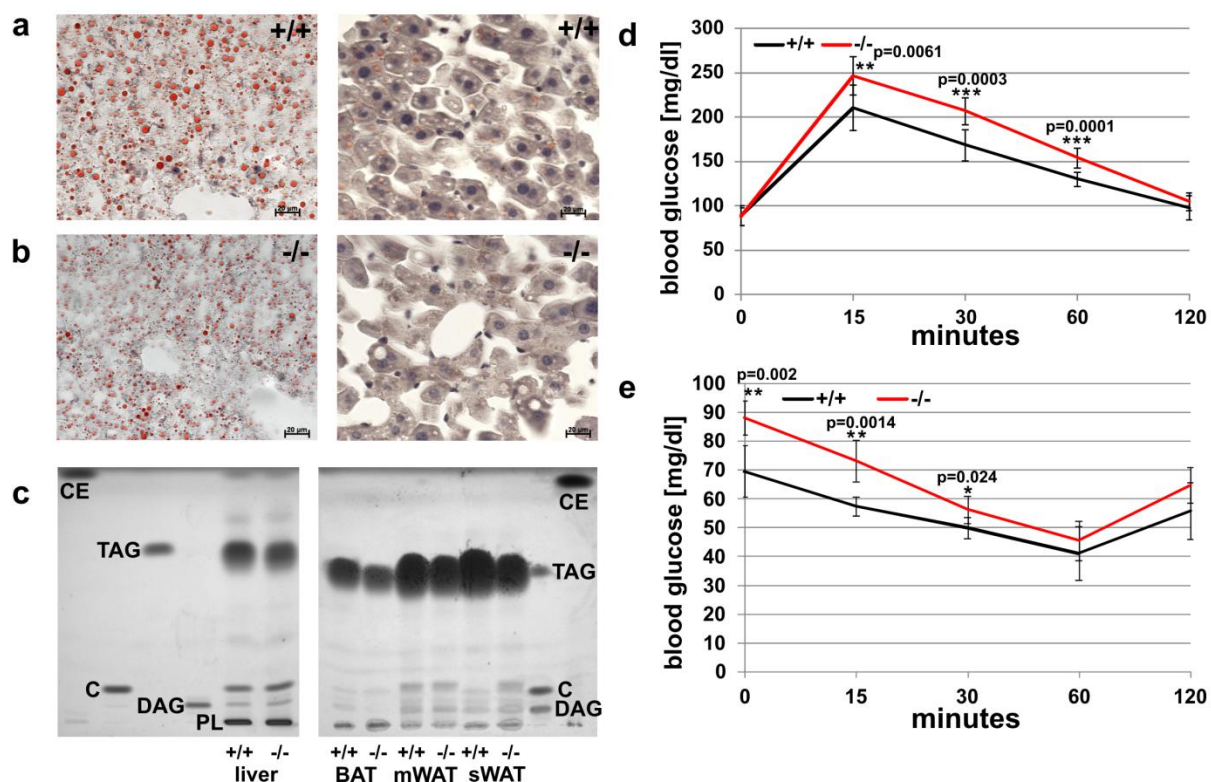 a
+/+
20 µm
+/+
20 µm
b
-/-
20 µm
-/-
20 µm
c
CE
TAG
C
DAG
PL
+/+ -/-
liver
CE
TAG
C
DAG
+/+ -/- +/+ -/- +/+ -/-
BAT mWAT sWAT
d
blood glucose [mg/dl]
300
250
200
150
100
50
0
+/+ -/-
p=0.0061
**
p=0.0003
***
p=0.0001
***
0 15 30 60 120
minutes
e
blood glucose [mg/dl]
100
90
80
70
60
50
40
30
20
10
0
p=0.002
**
+/+ -/-
p=0.0014
**
p=0.024
*
0 15 30 60 120
minutes